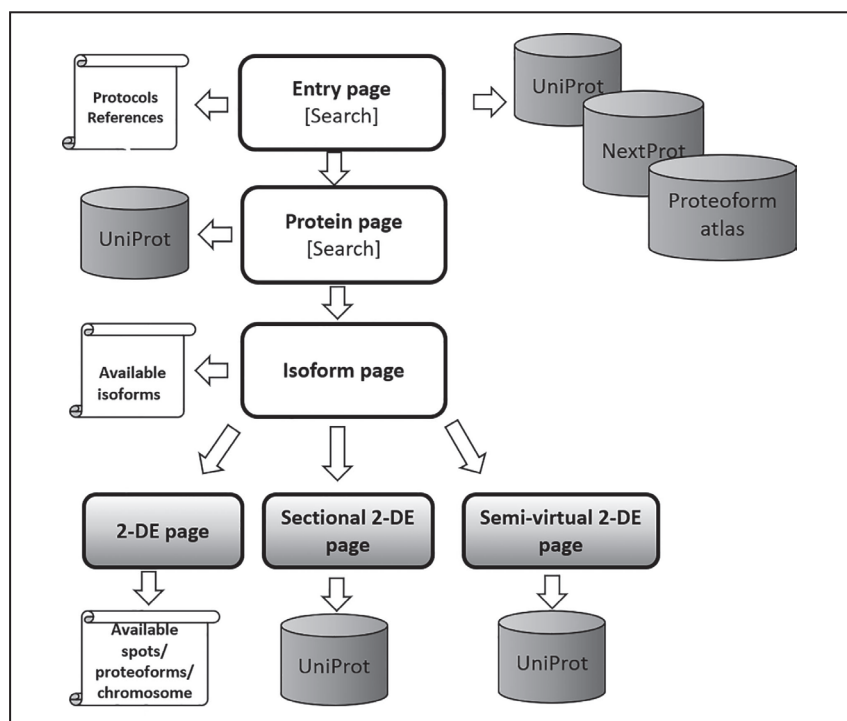 Protocols
References
Entry page
[Search]
UniProt
NextProt
Proteoform
atlas
UniProt
Protein page
[Search]
Available
isoforms
Isoform page
2-DE page
Sectional 2-DE
page
Semi-virtual 2-DE
page
Available
spots/
proteoforms/
chromosome
UniProt
UniProt